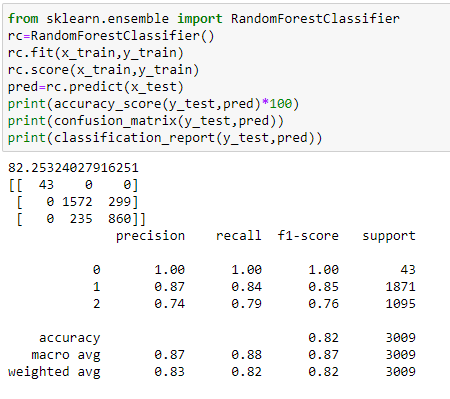 from sklearn.ensemble import RandomForestClassifier
rc=RandomForestClassifier()
rc.fit(x_train,y_train)
rc.score(x_train,y_train)
pred=rc.predict(x_test)
print(accuracy_score(y_test,pred)*100)
print(confusion_matrix(y_test,pred))
print(classification_report(y_test,pred))
82.25324027916251
[[  43    0    0]
 [   0 1572  299]
 [   0  235  860]]
              precision    recall  f1-score   support
           0       1.00      1.00      1.00        43
           1       0.87      0.84      0.85      1871
           2       0.74      0.79      0.76      1095
    accuracy                           0.82      3009
   macro avg       0.87      0.88      0.87      3009
weighted avg       0.83      0.82      0.82      3009